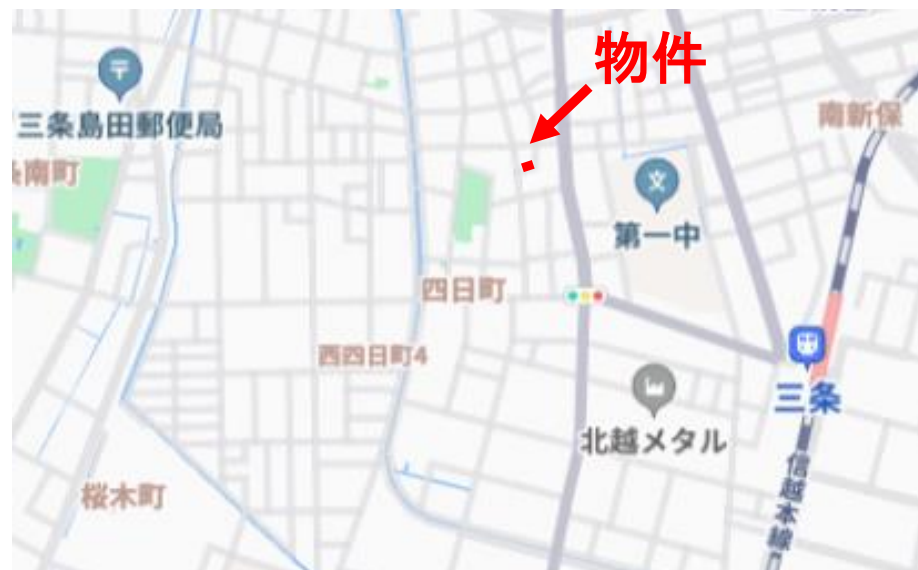 物件
三条島田郵便局
南新保
南町
文
第一中
四日町
西四日町4
三条
北越メタル
信越本線
桜木町